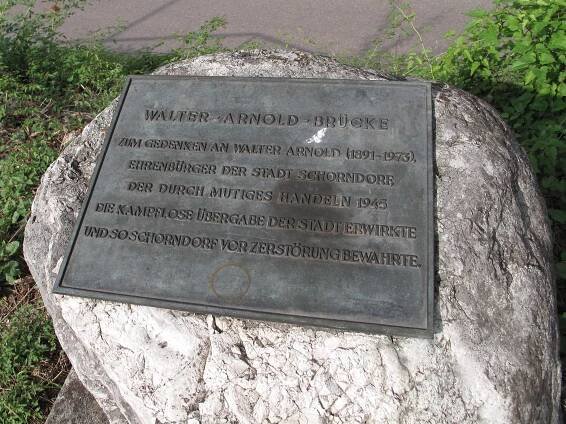 WALTER-ARNOLD-BRÜCKE
ZUM GEDENKEN AN WALTER ARNOLD (1891-1973),
EHRENBÜRGER DER STADT SCHORNDORF
DER DURCH MUTIGES HANDELN 1945
DIE KAMPFLOSE ÜBERGABE DER STADT ERWIRKTE
UND SO SCHORNDORF VOR ZERSTÖRUNG BEWAHRTE.